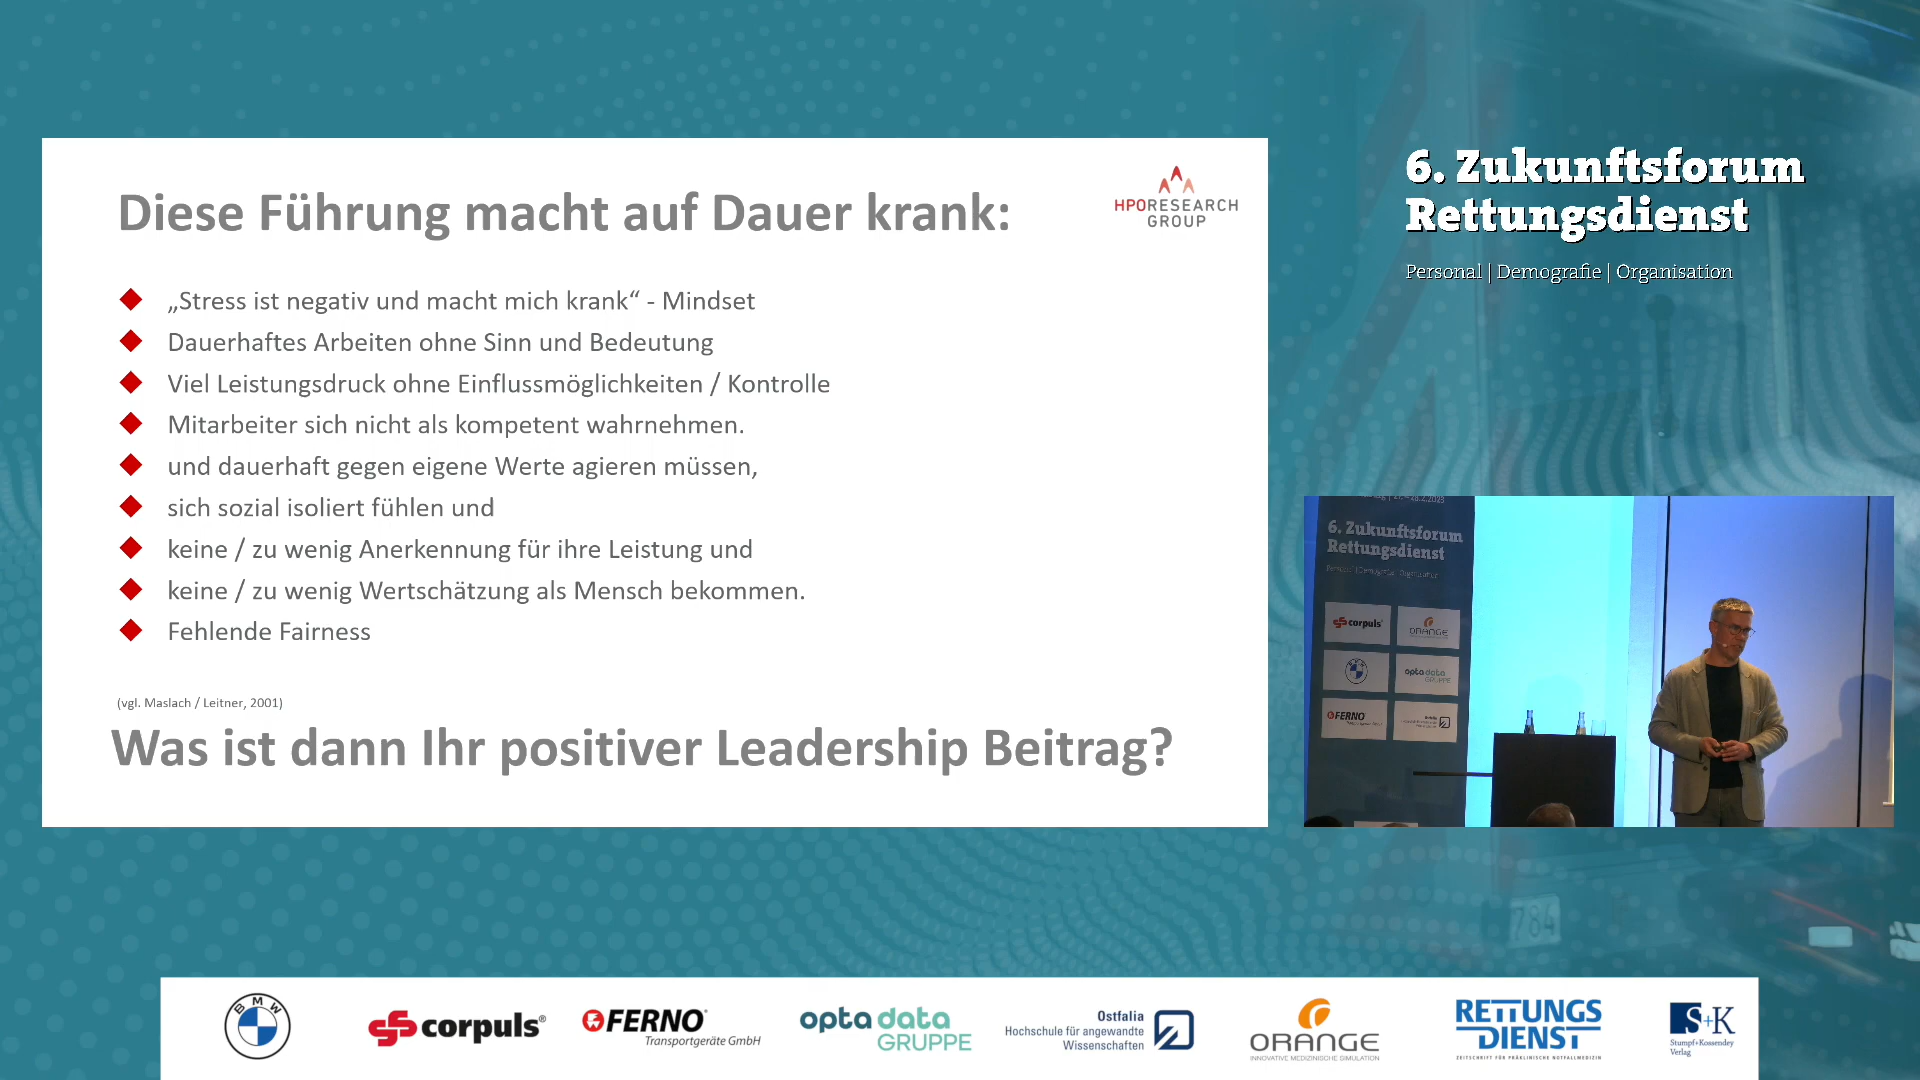 Diese Führung macht auf Dauer krank:
HPORESEARCH
GROUP
„Stress ist negativ und macht mich krank“ - Mindset
Dauerhaftes Arbeiten ohne Sinn und Bedeutung
Viel Leistungsdruck ohne Einflussmöglichkeiten / Kontrolle
Mitarbeiter sich nicht als kompetent wahrnehmen.
und dauerhaft gegen eigene Werte agieren müssen,
sich sozial isoliert fühlen und
keine / zu wenig Anerkennung für ihre Leistung und
keine / zu wenig Wertschätzung als Mensch bekommen.
Fehlende Fairness
(vgl. Maslach / Leitner, 2001)
Was ist dann Ihr positiver Leadership Beitrag?
6. Zukunftsforum
Rettungsdienst
Personal | Demografie | Organisation
6. Zukunftsforum
Rettungsdienst
corpuls
ORANGE
optadata
GRUPPE
FERNO
784
BMW
corpuls®
FERNO®
Transportgeräte GmbH
opta data
GRUPPE
Ostfalia
Hochschule für angewandte
Wissenschaften
ORANGE
INNOVATIVE MEDIZINISCHE SIMULATION
RETTUNGS
DIENST
ZEITSCHRIFT FÜR PRÄKLINISCHE NOTFALLMEDIZIN
S+K
Stumpf+Kossendey
Verlag